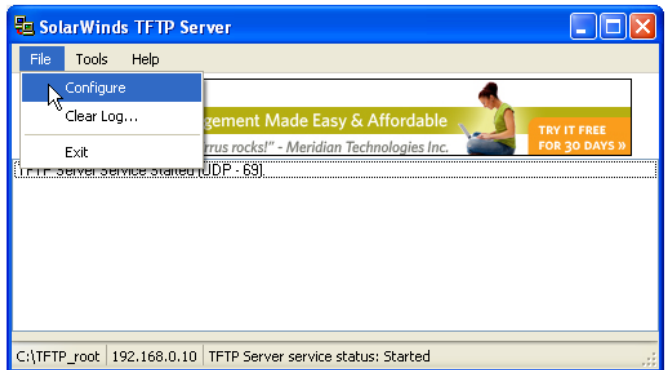 SolarWinds TFTP Server
File Tools Help
Configure
Clear Log...
Exit
gement Made Easy & Affordable
rrus rocks!" - Meridian Technologies Inc.
TRY IT FREE
FOR 30 DAYS »
TFTP Server Service Started [UDP - 69].
C:\TFTP_root 192.168.0.10 TFTP Server service status: Started